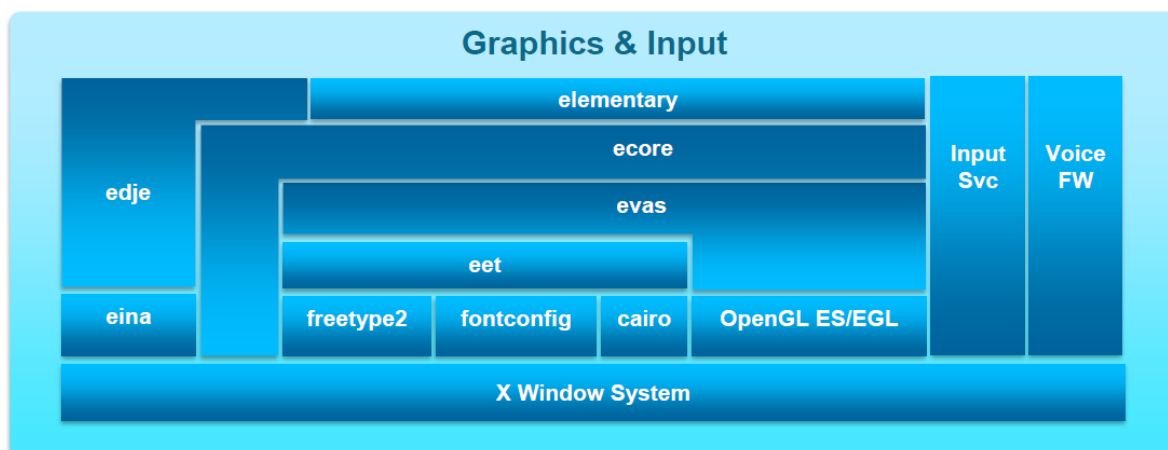 Graphics & Input
elementary
ecore
Input
Svc
Voice
FW
edje
evas
eet
eina
freetype2
fontconfig
cairo
OpenGL ES/EGL
X Window System